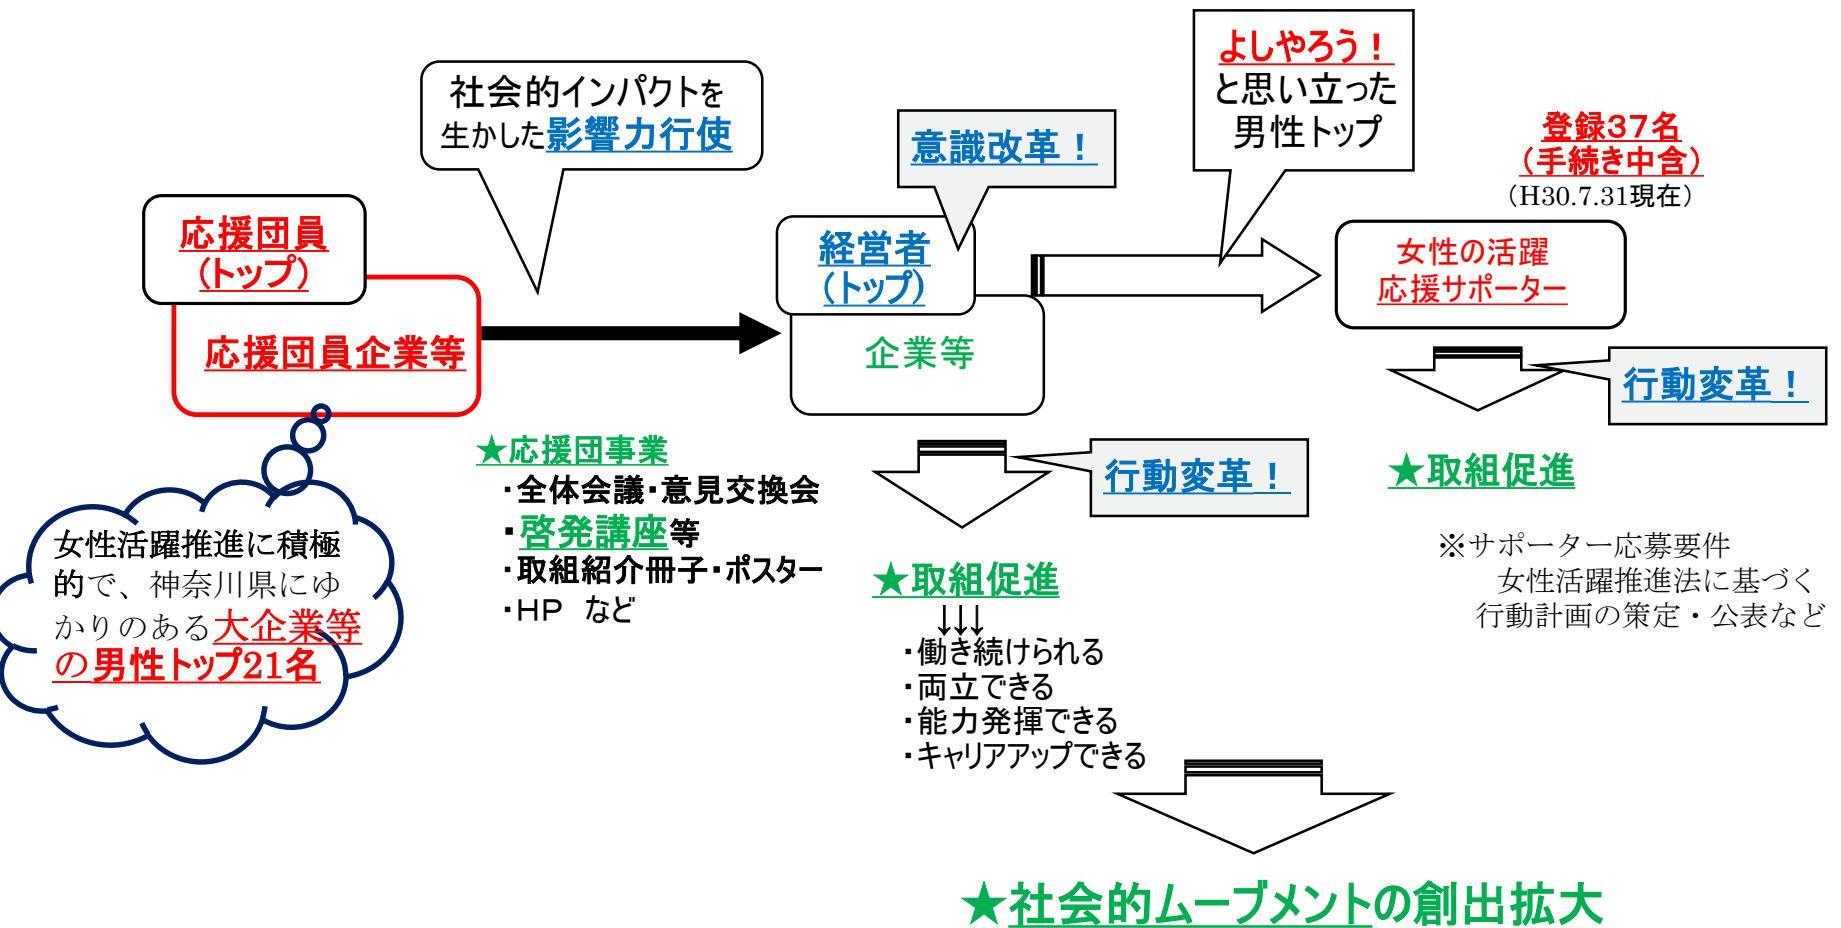 社会的インパクトを
生かした影響力行使
よしやろう！
と思い立った
男性トップ
意識改革！
登録37名
（手続き中含）
（H30.7.31現在）
応援団員
(トップ)
応援団員企業等
経営者
(トップ)
企業等
女性の活躍
応援サポーター
行動変革！
行動変革！
★応援団事業
・全体会議・意見交換会
・啓発講座等
・取組紹介冊子・ポスター
・HP　など
女性活躍推進に積極
的で、神奈川県にゆ
かりのある大企業等
の男性トップ21名
★取組促進
↓↓↓
・働き続けられる
・両立できる
・能力発揮できる
・キャリアアップできる
★取組促進
※サポーター応募要件
女性活躍推進法に基づく
行動計画の策定・公表など
★社会的ムーブメントの創出拡大